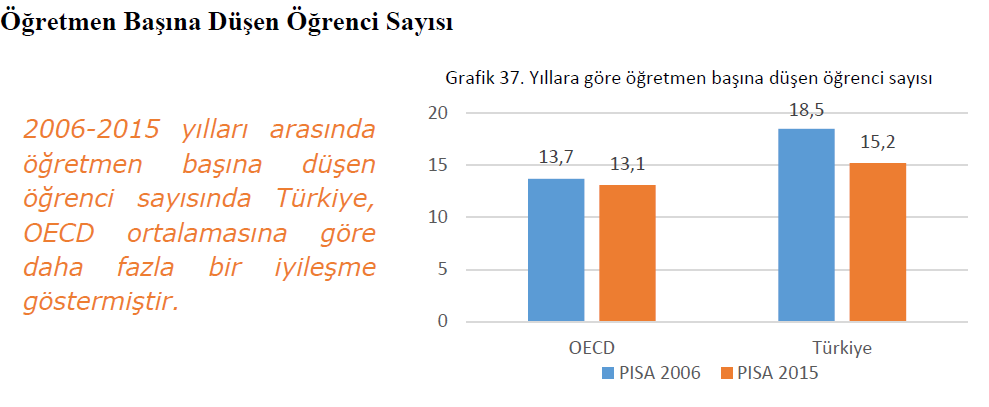 Öğretmen Başına Düşen Öğrenci Sayısı
2006-2015 yılları arasında
öğretmen başına düşen
öğrenci sayısında Türkiye,
OECD ortalamasına göre
daha fazla bir iyileşme
göstermiştir.
Grafik 37. Yıllara göre öğretmen başına düşen öğrenci sayısı
20
15
10
5
0
13,7
13,1
18,5
15,2
OECD
Türkiye
PISA 2006
PISA 2015